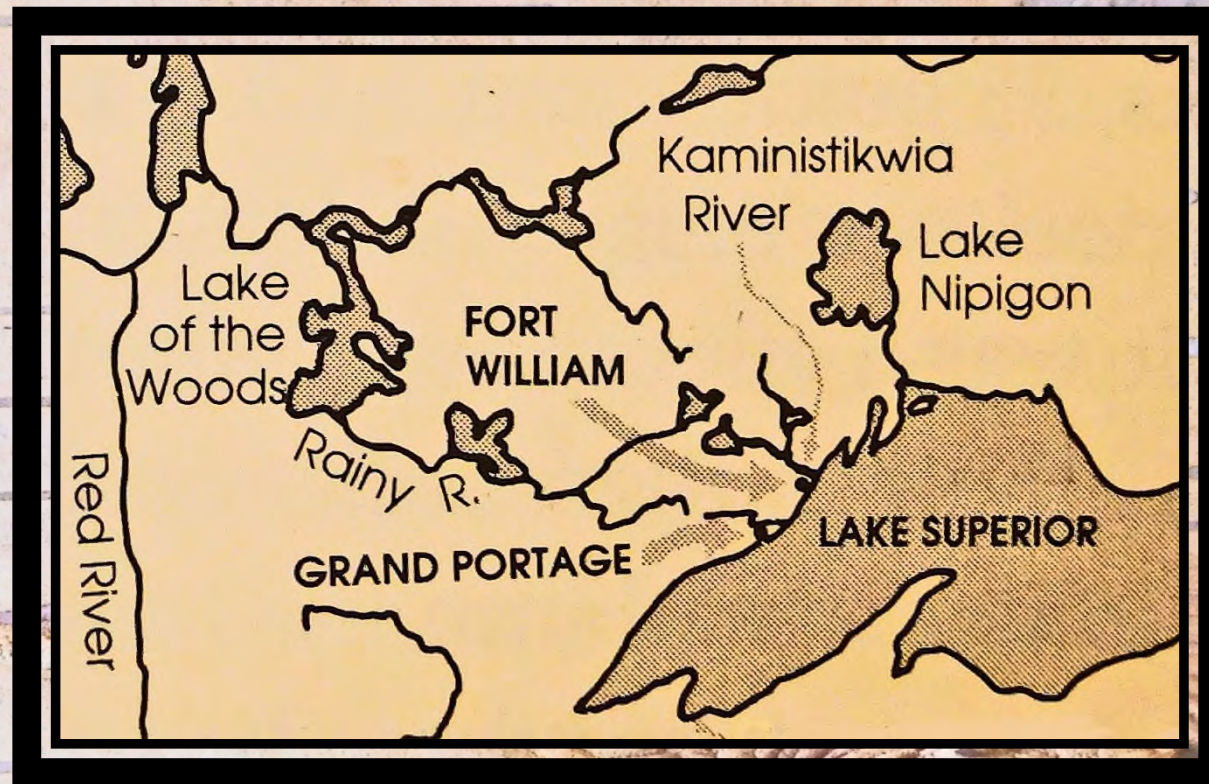 Kaministikwia
River
Lake
Nipigon
Lake
of the
Woods
FORT
WILLIAM
Rainy R.
Red River
GRAND PORTAGE
LAKE SUPERIOR